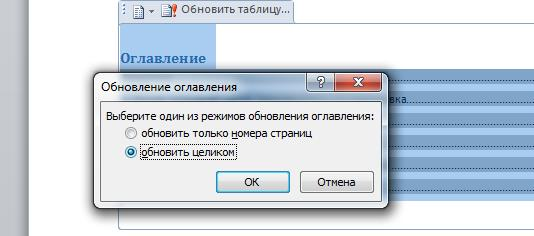 Обновить таблицу...
Оглавление
Обновление оглавления
?
Выберите один из режимов обновления оглавления:
обновить только номера страниц
обновить целиком
ОК
Отмена